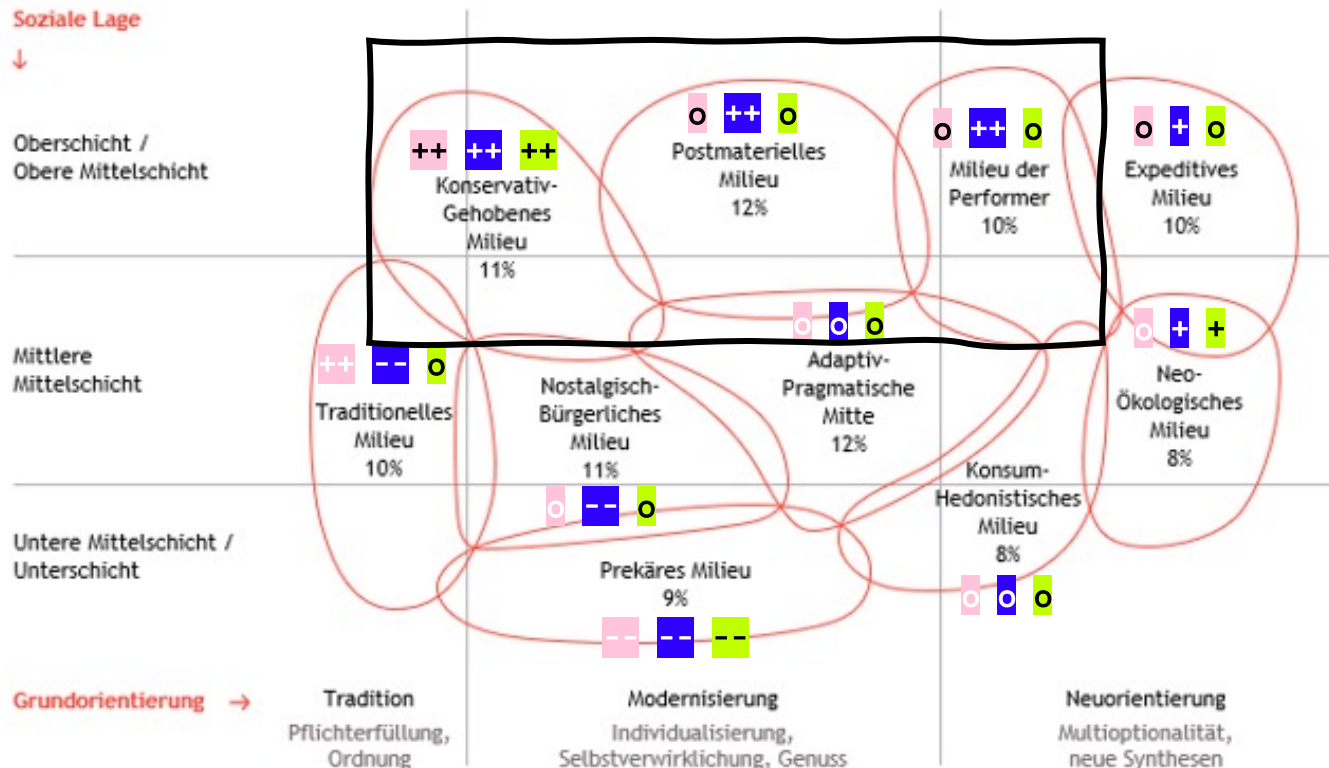 Soziale Lage
↓
Oberschicht /
Obere Mittelschicht
++ ++ ++
Konservativ-
Gehobenes
Milieu
11%
o ++ o
Postmaterielles
Milieu
12%
o ++ o
Milieu der
Performer
10%
o + o
Expeditives
Milieu
10%
Mittlere
Mittelschicht
++ -- o
Traditionelles
Milieu
10%
Nostalgisch-
Bürgerliches
Milieu
11%
o -- o
o o o
Adaptiv-
Pragmatische
Mitte
12%
o + +
Neo-
Ökologisches
Milieu
8%
Konsum-
Hedonistisches
Milieu
8%
o o o
Untere Mittelschicht /
Unterschicht
Prekäres Milieu
9%
-- -- --
Grundorientierung →
Tradition
Pflichterfüllung,
Ordnung
Modernisierung
Individualisierung,
Selbstverwirklichung, Genuss
Neuorientierung
Multioptionalität,
neue Synthesen